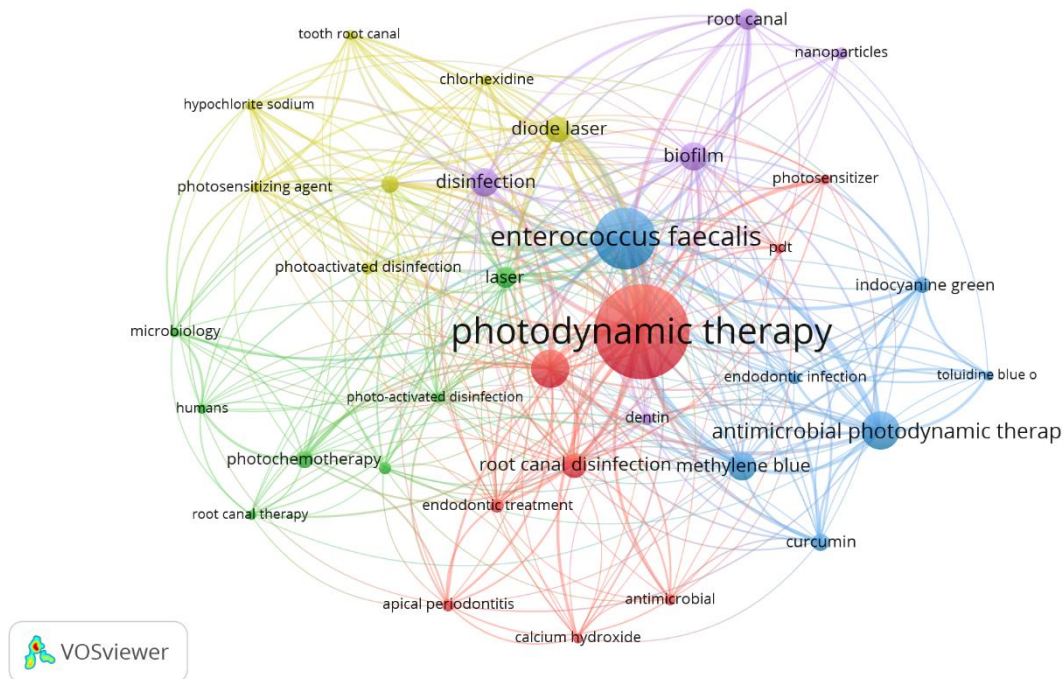 root canal
tooth root canal
nanoparticles
chlorhexidine
hypochlorite sodium
diode laser
biofilm
photosensitizer
disinfection
photosensitizing agent
enterococcus faecalis
pdt
photoactivated disinfection
laser
indocyanine green
microbiology
photodynamic therapy
endodontic infection
toluidine blue o
photo-activated disinfection
humans
dentin
antimicrobial photodynamic therap
photochemotherapy
root canal disinfection
methylene blue
endodontic treatment
root canal therapy
curcumin
apical periodontitis
antimicrobial
calcium hydroxide
VOSviewer